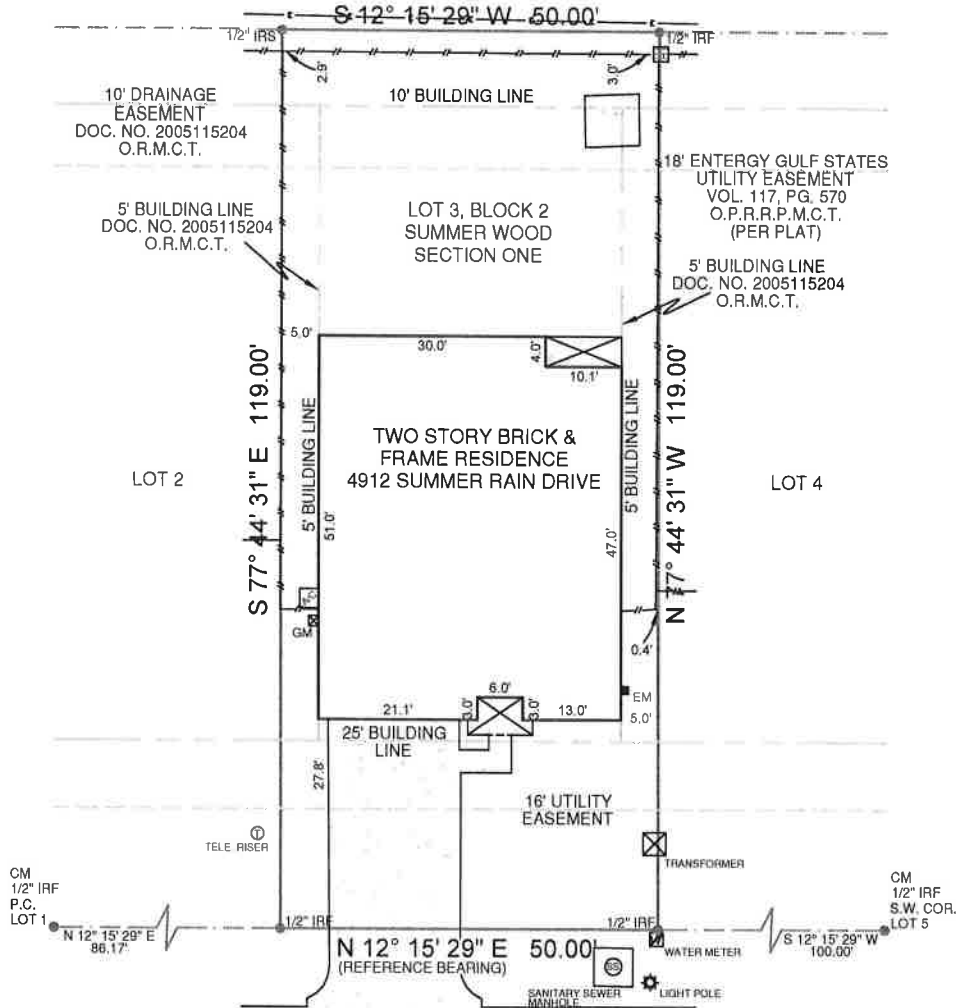 S 12° 15' 29" W 50.00'
1/2" IRS
1/2" IRF
2.9'
3.0'
10' BUILDING LINE
10' DRAINAGE
EASEMENT
DOC. NO. 2005115204
O.R.M.C.T.
18' ENTERGY GULF STATES
UTILITY EASEMENT
VOL. 117, PG. 570
O.P.R.R.P.M.C.T.
(PER PLAT)
5' BUILDING LINE
DOC. NO. 2005115204
O.R.M.C.T.
LOT 3, BLOCK 2
SUMMER WOOD
SECTION ONE
5' BUILDING LINE
DOC. NO. 2005115204
O.R.M.C.T.
5.0'
30.0'
4.0'
10.1'
S 77° 44' 31" E 119.00'
N 77° 44' 31" W 119.00'
5' BUILDING LINE
5' BUILDING LINE
TWO STORY BRICK &
FRAME RESIDENCE
4912 SUMMER RAIN DRIVE
LOT 2
LOT 4
51.0'
47.0'
GM
0.4'
EM
5.0'
6.0'
21.1'
3.0'
3.0'
13.0'
25' BUILDING
LINE
27.8'
16' UTILITY
EASEMENT
T
TELE RISER
TRANSFORMER
CM
1/2" IRF
P.C.
LOT 1
CM
1/2" IRF
S.W. COR.
LOT 5
1/2" IRF
1/2" IRF
N 12° 15' 29" E
86.17'
N 12° 15' 29" E 50.00'
(REFERENCE BEARING)
S 12° 15' 29" W
100.00'
WATER METER
SS
SANITARY SEWER
MANHOLE
LIGHT POLE